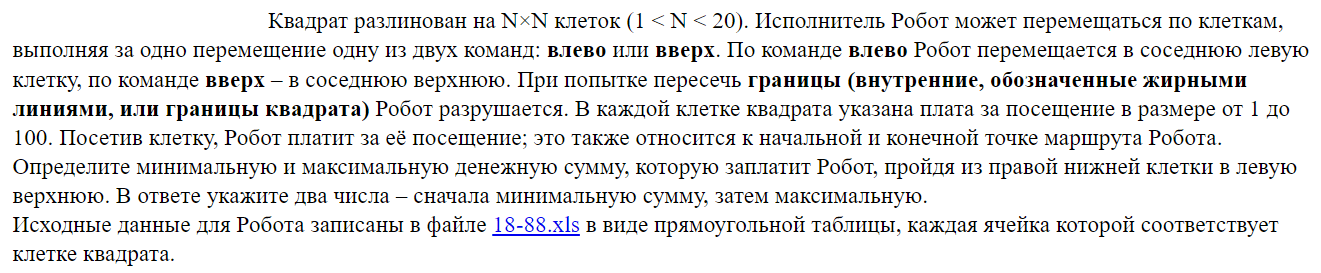 Квадрат разлинован на N×N клеток (1 < N < 20). Исполнитель Робот может перемещаться по клеткам,
выполняя за одно перемещение одну из двух команд: влево или вверх. По команде влево Робот перемещается в соседнюю левую
клетку, по команде вверх – в соседнюю верхнюю. При попытке пересечь границы (внутренние, обозначенные жирными
линиями, или границы квадрата) Робот разрушается. В каждой клетке квадрата указана плата за посещение в размере от 1 до
100. Посетив клетку, Робот платит за её посещение; это также относится к начальной и конечной точке маршрута Робота.
Определите минимальную и максимальную денежную сумму, которую заплатит Робот, пройдя из правой нижней клетки в левую
верхнюю. В ответе укажите два числа – сначала минимальную сумму, затем максимальную.
Исходные данные для Робота записаны в файле 18-88.xls в виде прямоугольной таблицы, каждая ячейка которой соответствует
клетке квадрата.